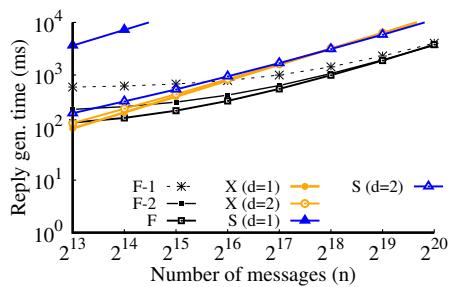 Reply gen. time (ms)
10^4
10^3
10^2
10^1
10^0
F-1
F-2
F
X (d=1)
X (d=2)
S (d=1)
S (d=2)
2^13 2^14 2^15 2^16 2^17 2^18 2^19 2^20
Number of messages (n)